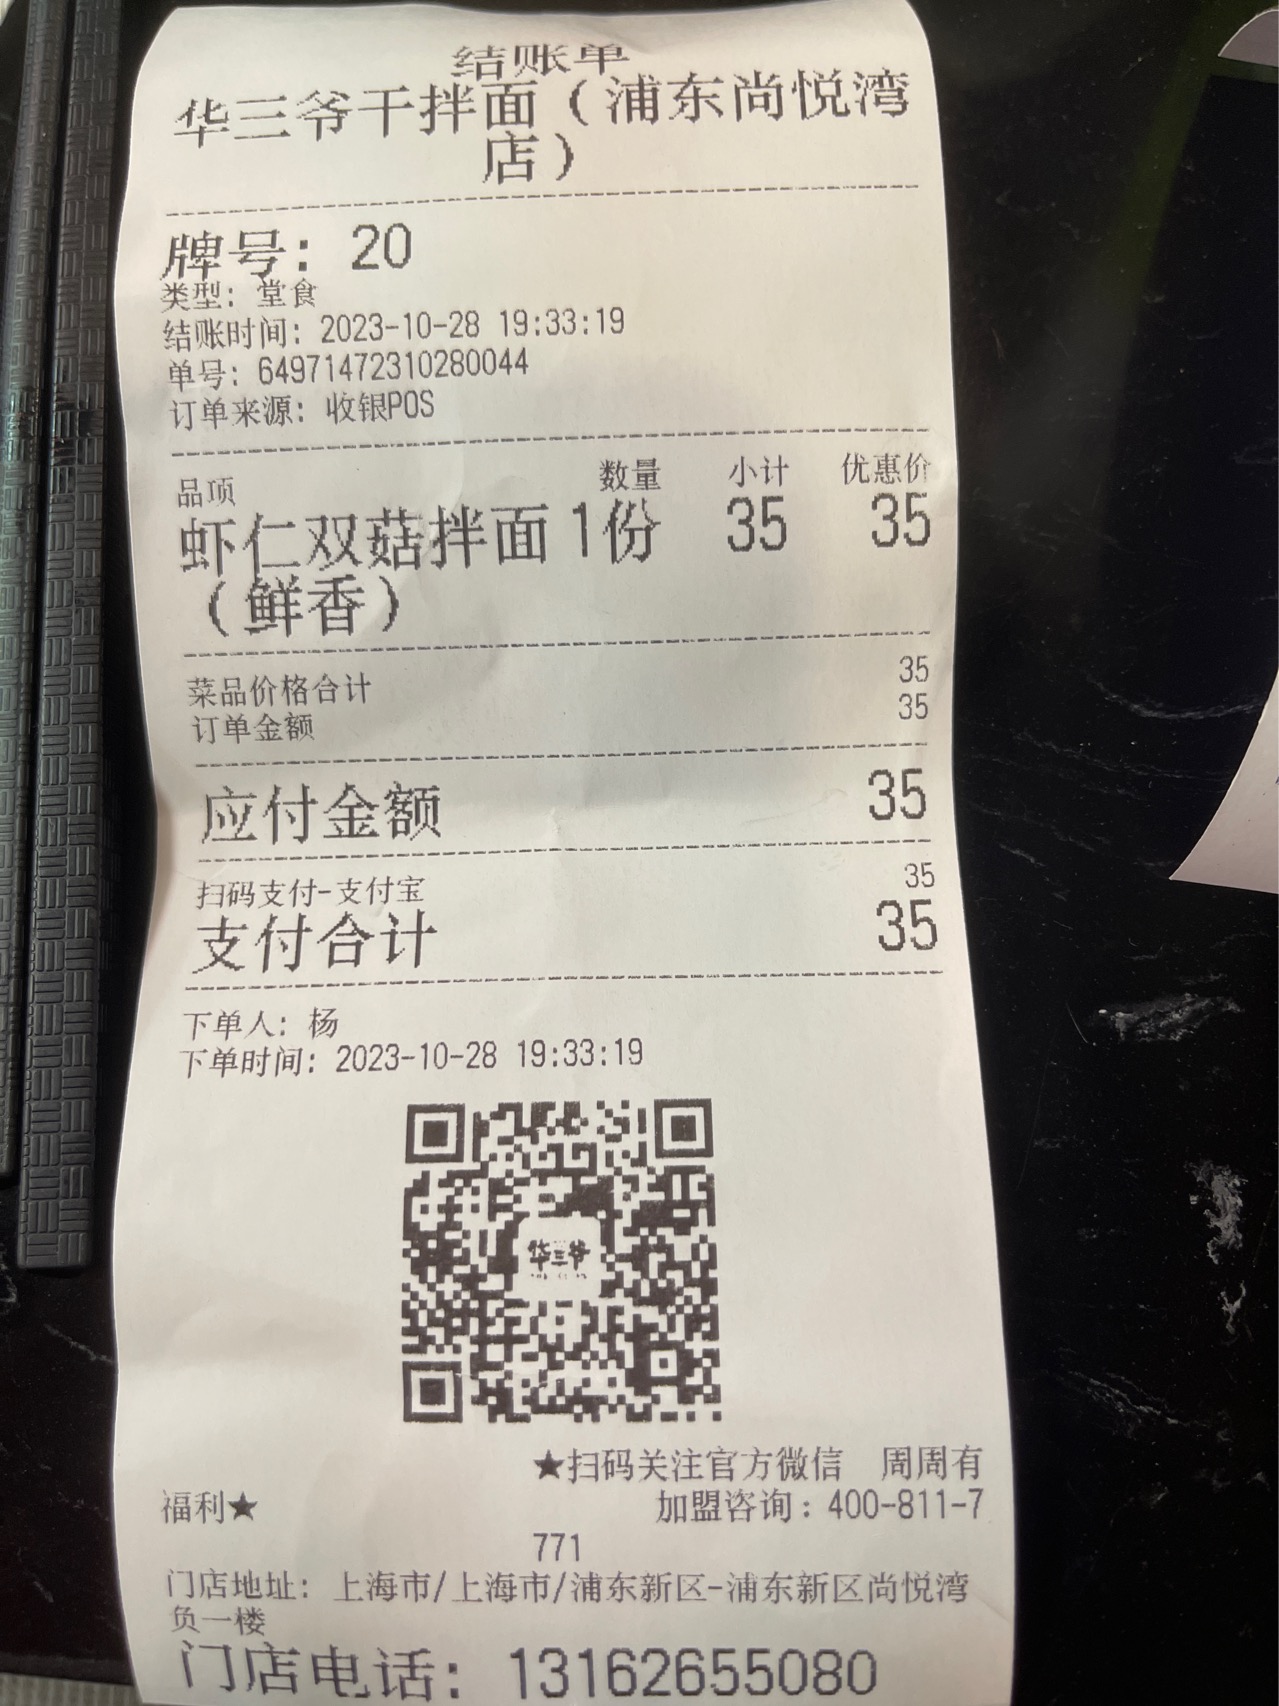 结账单
华三爷干拌面（浦东尚悦湾
店）
牌号：20
类型：堂食
结账时间：2023-10-28 19:33:19
单号：64971472310280044
订单来源：收银POS
品项 数量 小计 优惠价
虾仁双菇拌面 1份 35 35
（鲜香）
菜品价格合计 35
订单金额 35
应付金额 35
扫码支付-支付宝 35
支付合计 35
下单人：杨
下单时间：2023-10-28 19:33:19
华三爷
★扫码关注官方微信 周周有
福利★ 加盟咨询：400-811-7
771
门店地址：上海市/上海市/浦东新区-浦东新区尚悦湾
负一楼
门店电话：13162655080